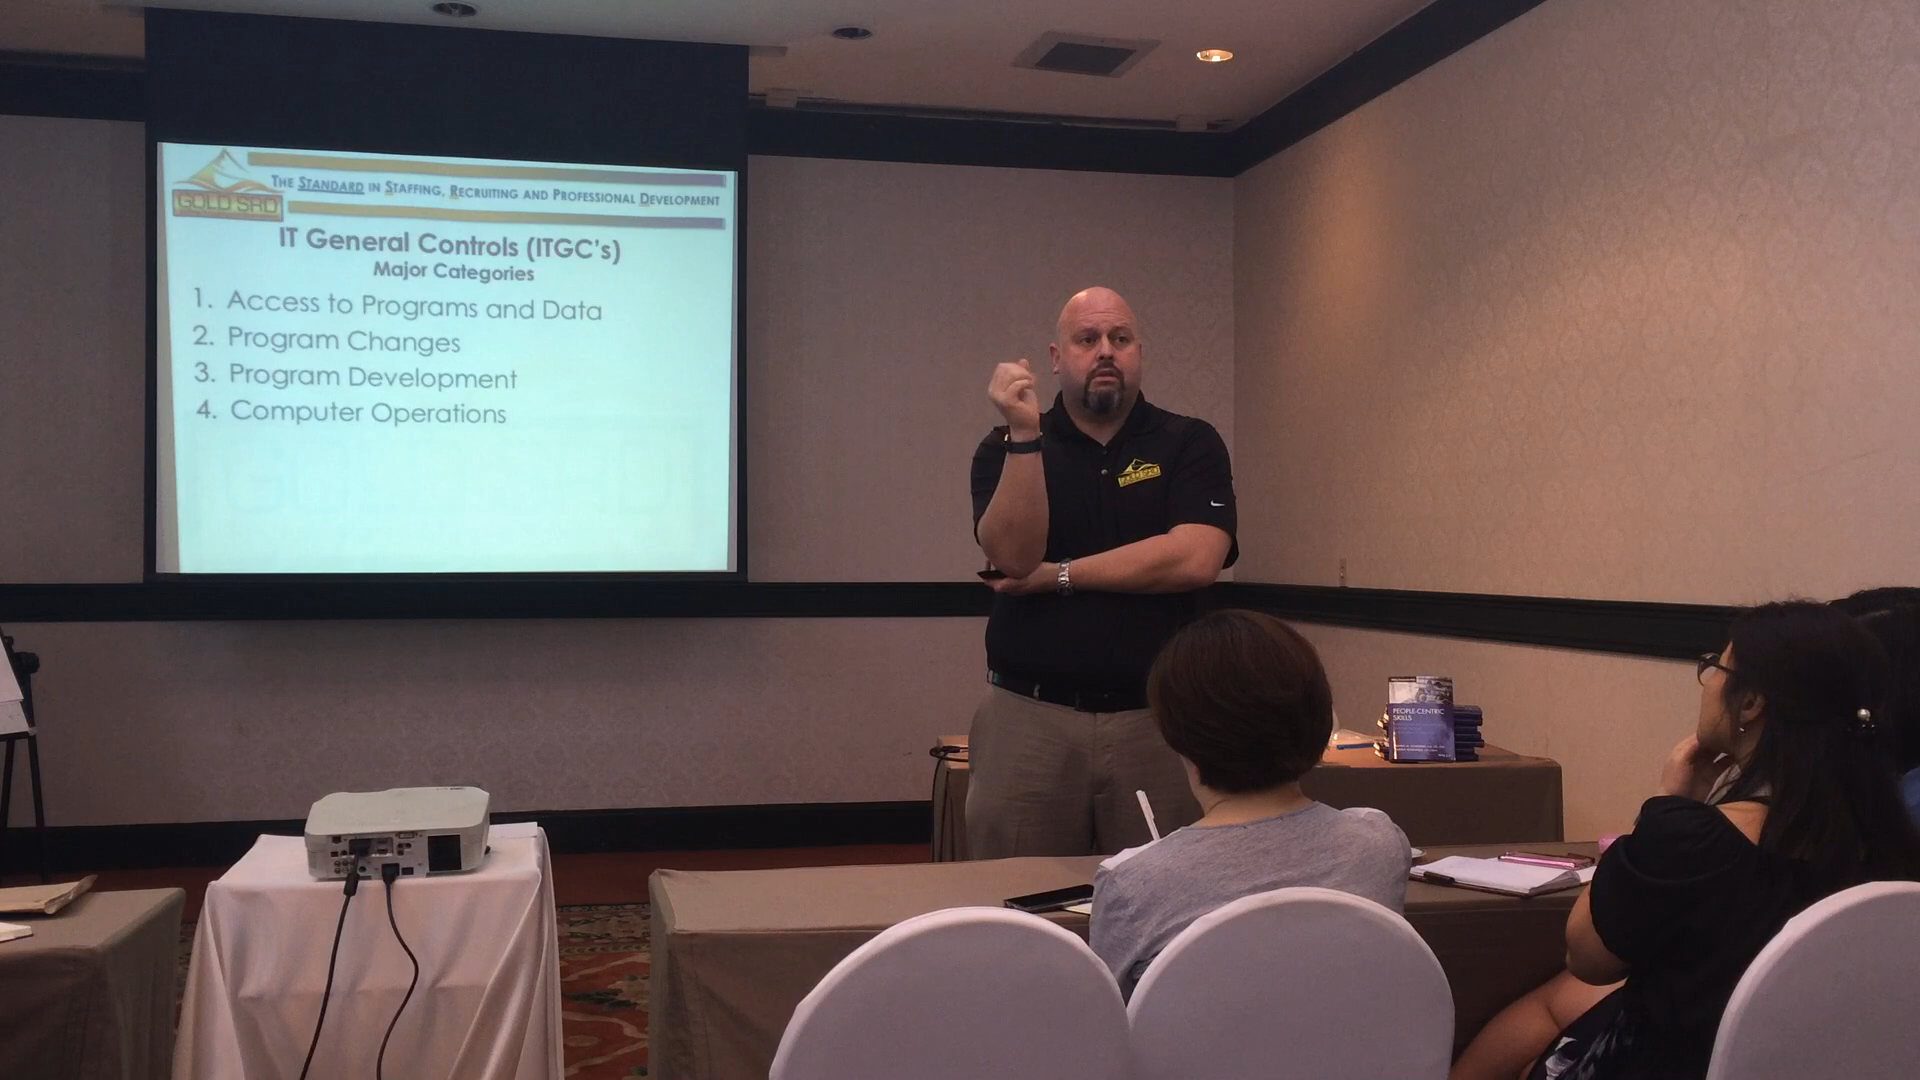 THE STANDARD IN STAFFING, RECRUITING AND PROFESSIONAL DEVELOPMENT
GOLD SRD
IT General Controls (ITGC's)
Major Categories
1. Access to Programs and Data
2. Program Changes
3. Program Development
4. Computer Operations
PEOPLE-CENTRIC
SKILLS